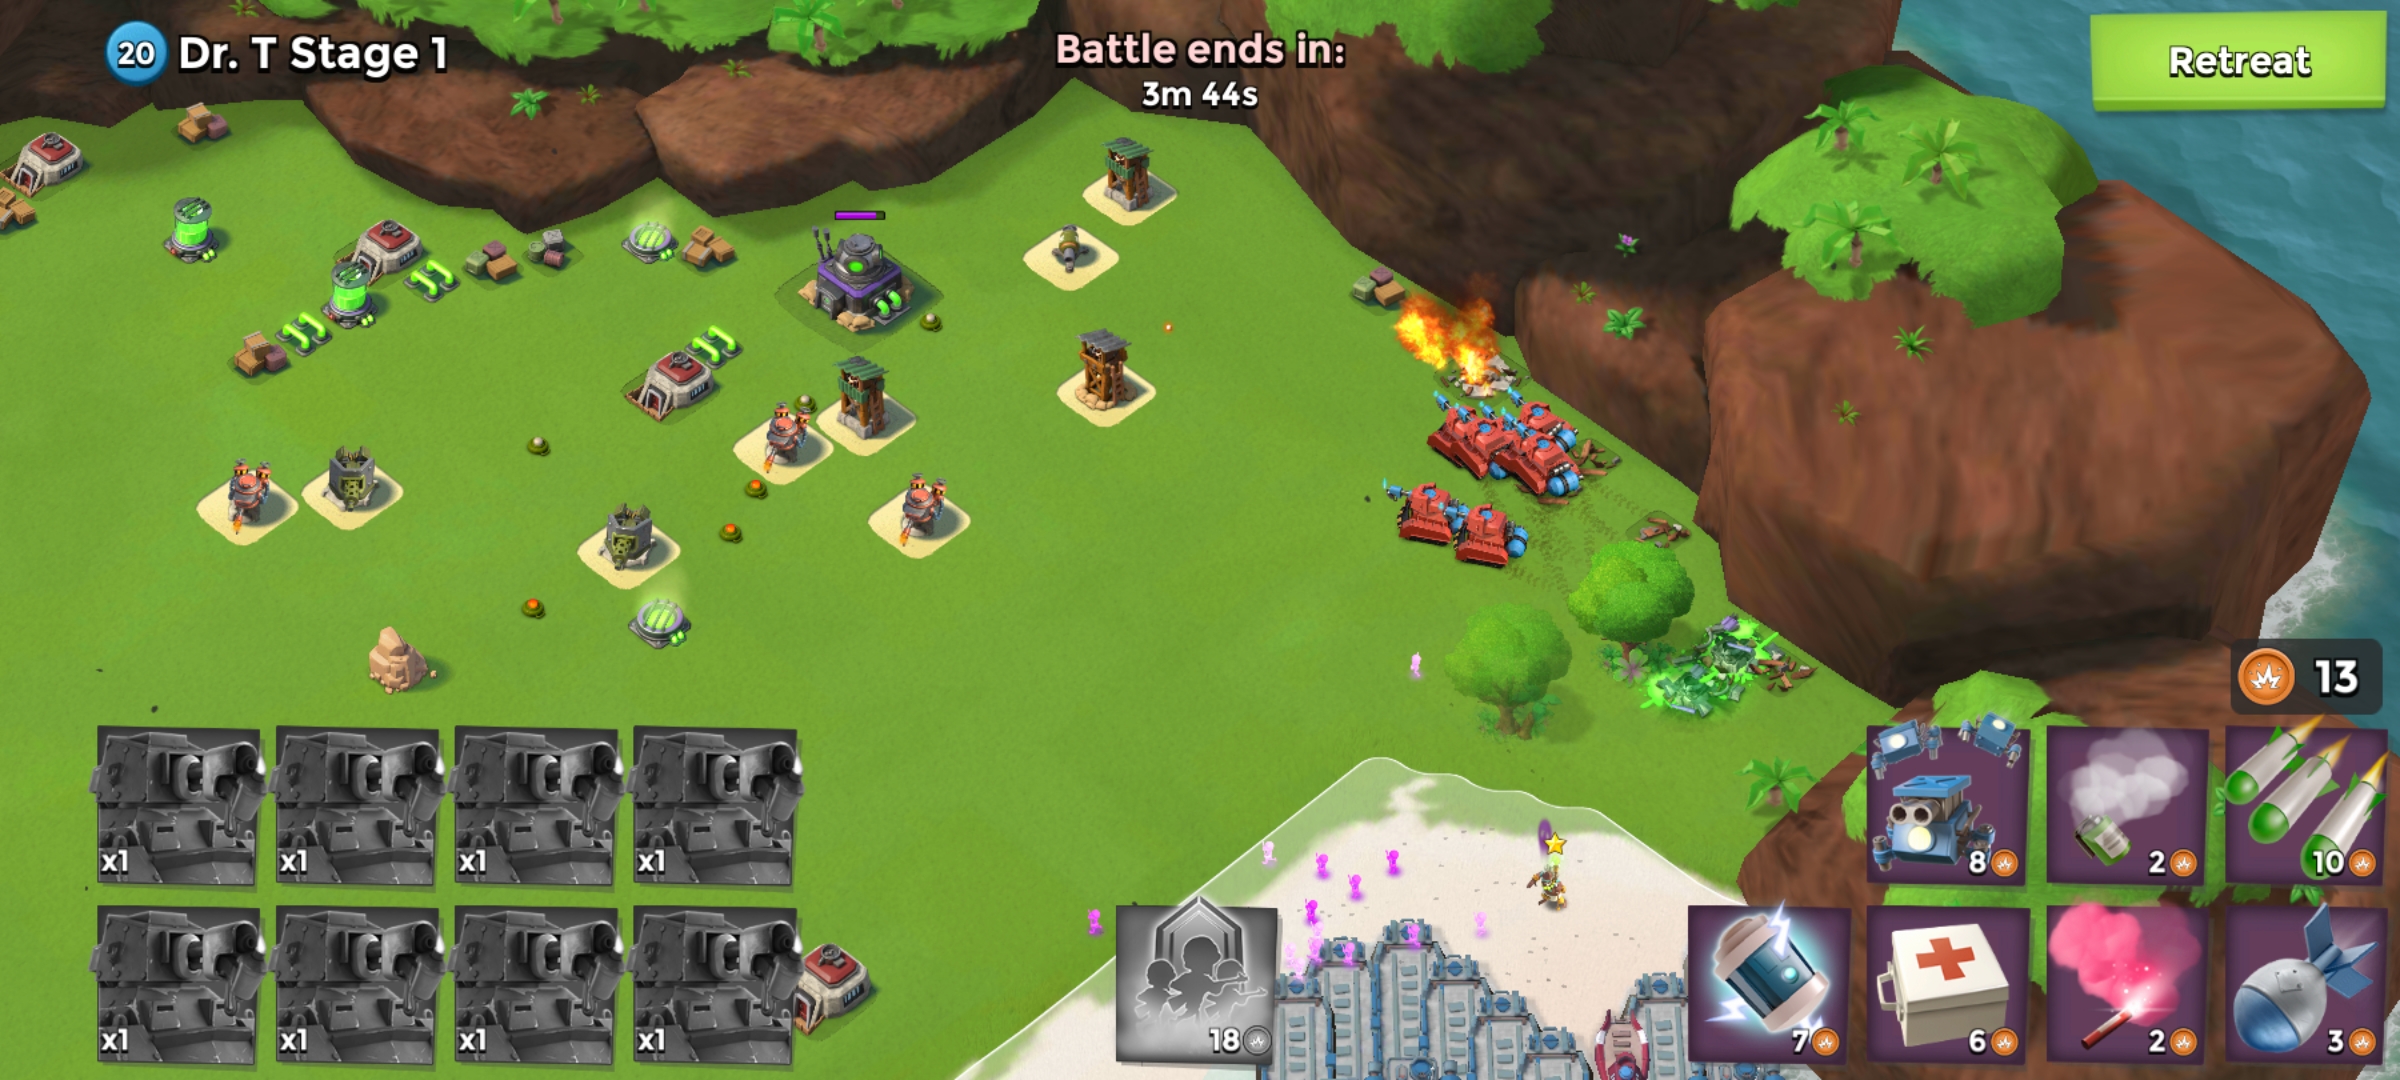 20 Dr. T Stage 1
Battle ends in:
3m 44s
Retreat
13
x1 x1 x1 x1
8 2 10
x1 x1 x1 x1
18 7 6 2 3